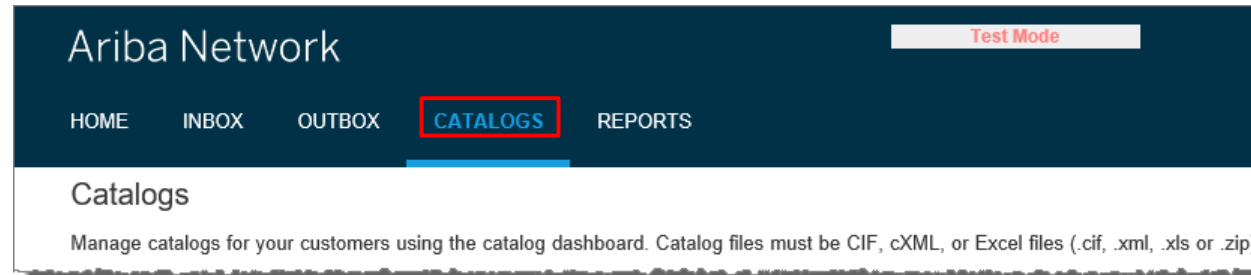 Ariba Network
Test Mode
HOME INBOX OUTBOX CATALOGS REPORTS
Catalogs
Manage catalogs for your customers using the catalog dashboard. Catalog files must be CIF, cXML, or Excel files (.cif, .xml, .xls or .zip)